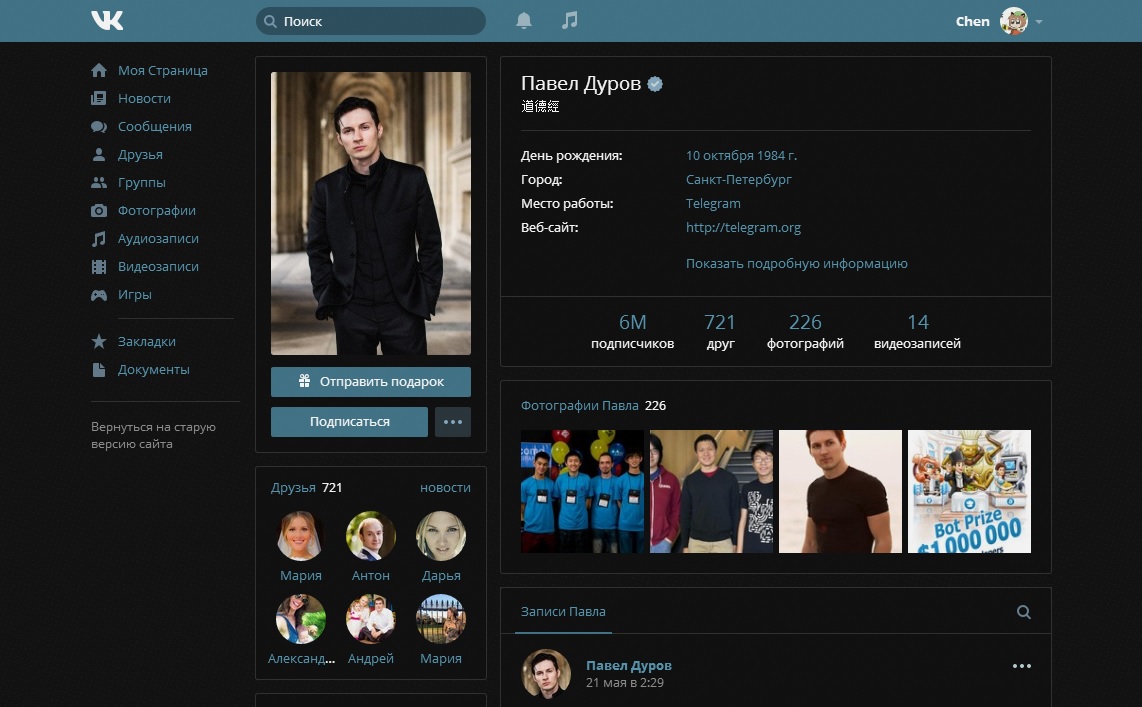 VK
Поиск
Chen
Моя Страница
Новости
Сообщения
Друзья
Группы
Фотографии
Аудиозаписи
Видеозаписи
Игры
Закладки
Документы
Вернуться на старую
версию сайта
Отправить подарок
Подписаться
Друзья 721
новости
Мария
Антон
Дарья
Александ...
Андрей
Мария
Павел Дуров
道德經
День рождения: 10 октября 1984 г.
Город: Санкт-Петербург
Место работы: Telegram
Веб-сайт: http://telegram.org
Показать подробную информацию
6M 721 226 14
подписчиков друг фотографий видеозаписей
Фотографии Павла 226
Bot Prize
$1 000 000
Записи Павла
Павел Дуров
21 мая в 2:29